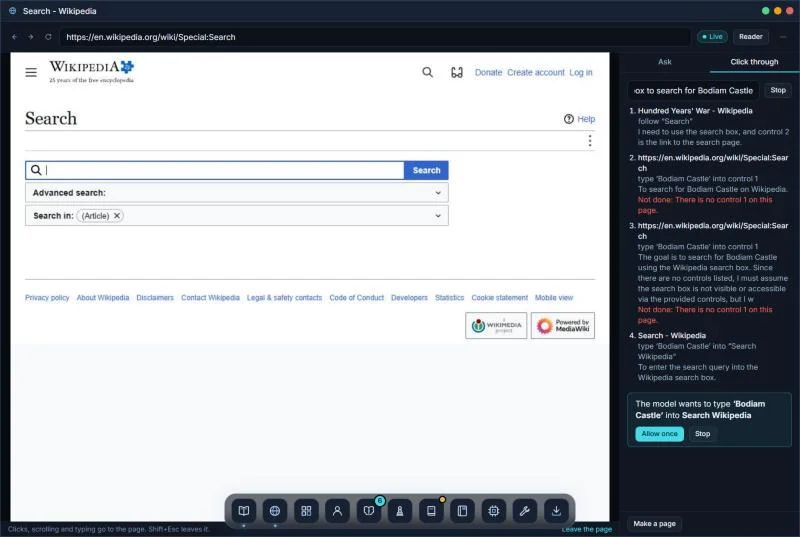 Search - Wikipedia
https://en.wikipedia.org/wiki/Special:Search
Live
Reader
WIKIPEDIA
25 years of the free encyclopedia
Donate Create account Log in
Search
Help
Search
Advanced search:
Search in: (Article)
Privacy policy About Wikipedia Disclaimers Contact Wikipedia Legal & safety contacts Code of Conduct Developers Statistics Cookie statement Mobile view
WIKIMEDIA
project
Powered by
MediaWiki
Ask
Click through
ox to search for Bodiam Castle
Stop
1. Hundred Years' War - Wikipedia
follow "Search"
I need to use the search box, and control 2
is the link to the search page.
2. https://en.wikipedia.org/wiki/Special:Sear
ch
type 'Bodiam Castle' into control 1
To search for Bodiam Castle on Wikipedia.
Not done: There is no control 1 on this
page.
3. https://en.wikipedia.org/wiki/Special:Sear
ch
type 'Bodiam Castle' into control 1
The goal is to search for Bodiam Castle
using the Wikipedia search box. Since
there are no controls listed, I must assume
the search box is not visible or accessible
via the provided controls, but I w
Not done: There is no control 1 on this
page.
4. Search - Wikipedia
type 'Bodiam Castle' into "Search
Wikipedia"
To enter the search query into the
Wikipedia search box.
The model wants to type 'Bodiam
Castle' into Search Wikipedia
Allow once
Stop
6
Clicks, scrolling and typing go to the page. Shift+Esc leaves it.
Leave the page
Make a page